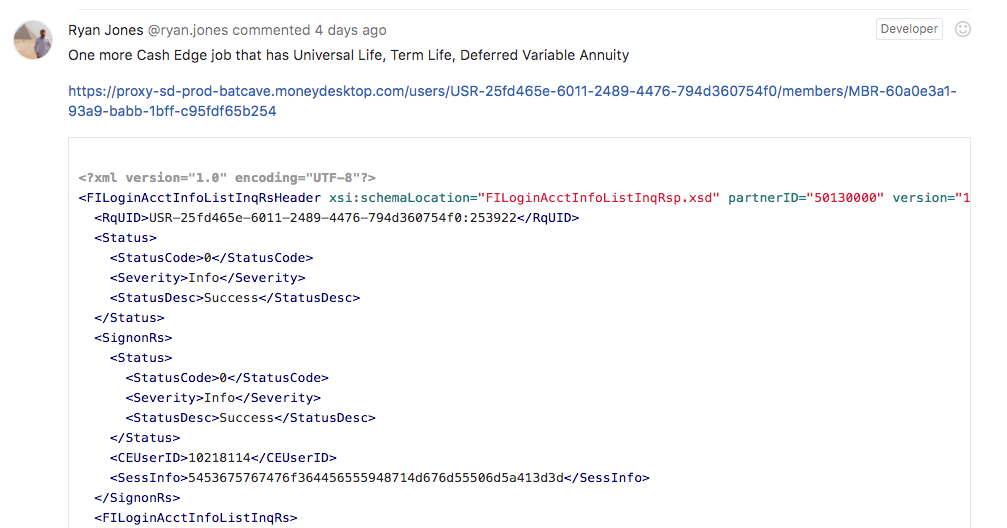 Ryan Jones @ryan.jones commented 4 days ago
Developer
One more Cash Edge job that has Universal Life, Term Life, Deferred Variable Annuity
https://proxy-sd-prod-batcave.moneydesktop.com/users/USR-25fd465e-6011-2489-4476-794d360754f0/members/MBR-60a0e3a1-
93a9-babb-1bff-c95fdf65b254
<?xml version="1.0" encoding="UTF-8"?>
<FILoginAcctInfoListInqRsHeader xsi:schemaLocation="FILoginAcctInfoListInqRsp.xsd" partnerID="50130000" version="1
<RqUID>USR-25fd465e-6011-2489-4476-794d360754f0:253922</RqUID>
<Status>
<StatusCode>0</StatusCode>
<Severity>Info</Severity>
<StatusDesc>Success</StatusDesc>
</Status>
<SignonRs>
<Status>
<StatusCode>0</StatusCode>
<Severity>Info</Severity>
<StatusDesc>Success</StatusDesc>
</Status>
<CEUserID>10218114</CEUserID>
<SessInfo>5453675767476f364456555948714d676d55506d5a413d3d</SessInfo>
</SignonRs>
<FILoginAcctInfoListInqRs>